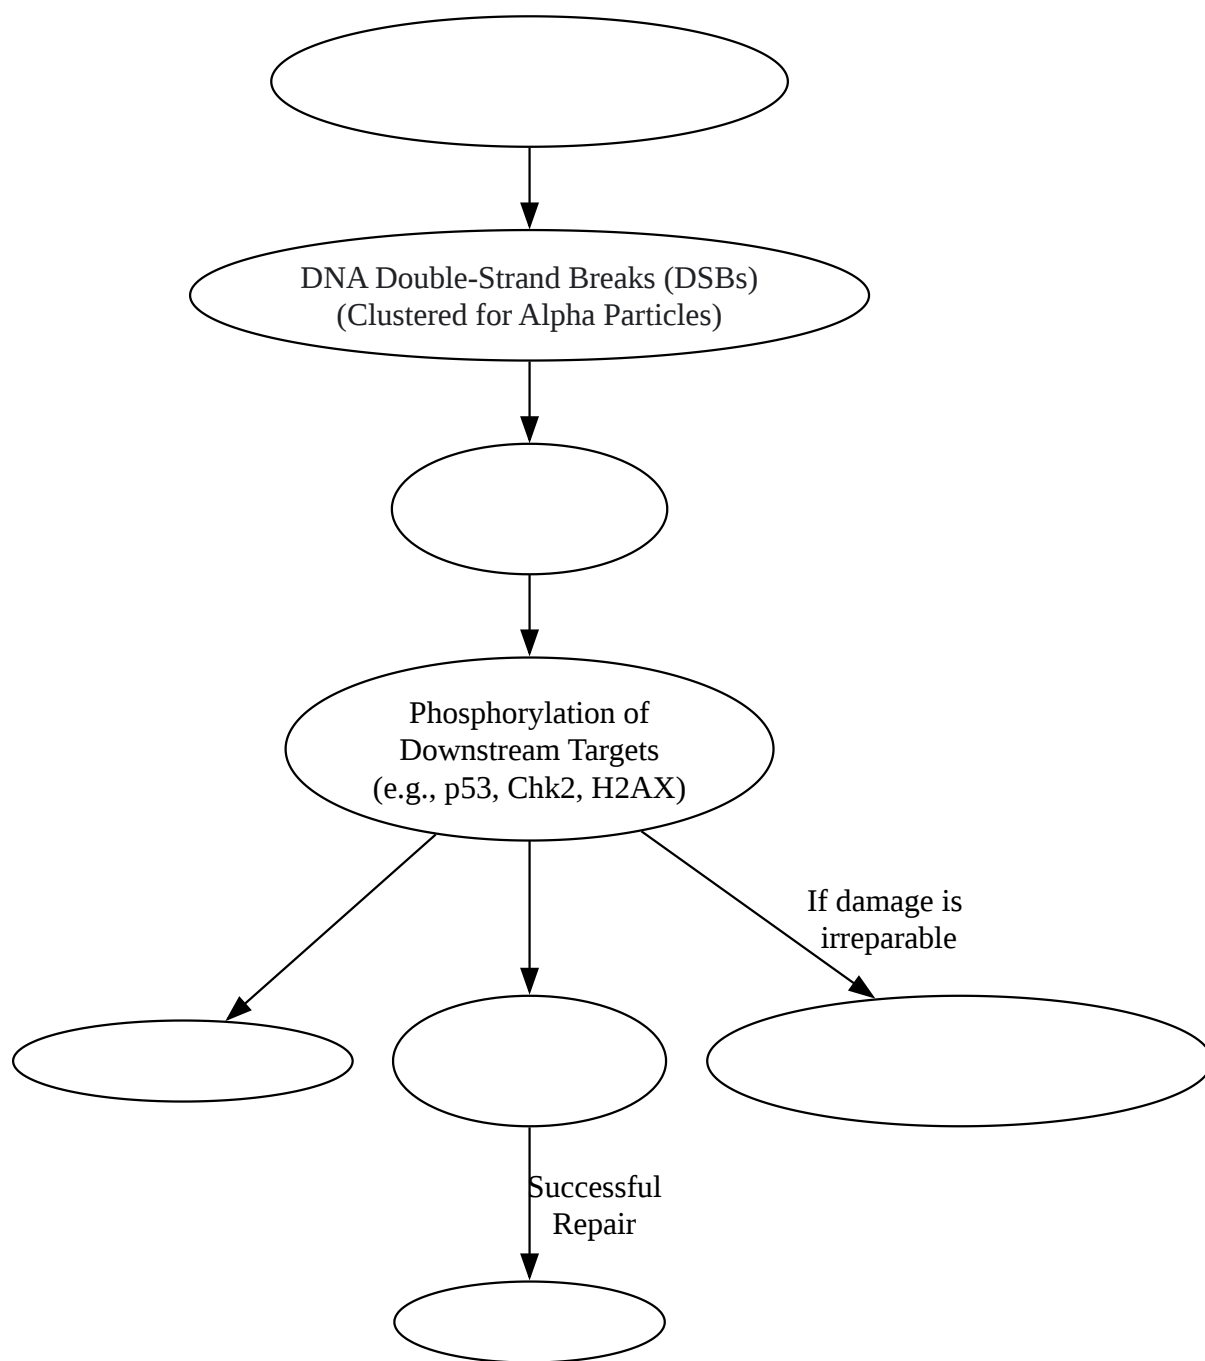 DNA Double-Strand Breaks (DSBs)
(Clustered for Alpha Particles)
Phosphorylation of
Downstream Targets
(e.g., p53, Chk2, H2AX)
If damage is
irreparable
Successful
Repair